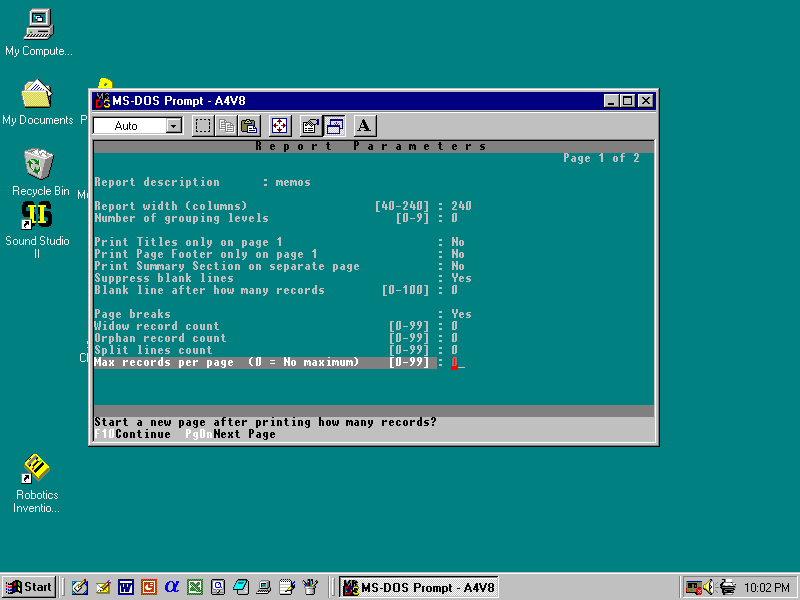 My Compute...
My Documents
Recycle Bin
Sound Studio
II
Robotics
Inventio...
MS-DOS Prompt - A4V8
Auto
A
Report Parameters
Page 1 of 2
Report description : memos
Report width (columns) [40-240] : 240
Number of grouping levels [0-9] : 0
Print Titles only on page 1 : No
Print Page Footer only on page 1 : No
Print Summary Section on separate page : No
Suppress blank lines : Yes
Blank line after how many records [0-100] : 0
Page breaks : Yes
Widow record count [0-99] : 0
Orphan record count [0-99] : 0
Split lines count [0-99] : 0
Max records per page (0 = No maximum) [0-99] : 0_
Start a new page after printing how many records?
F10Continue PgDnNext Page
Start
MS-DOS Prompt - A4V8
10:02 PM